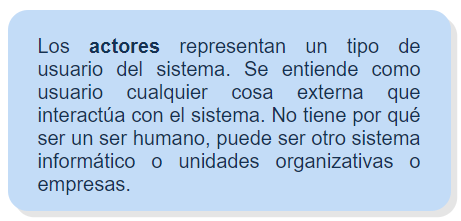 Los actores representan un tipo de
usuario del sistema. Se entiende como
usuario cualquier cosa externa que
interactúa con el sistema. No tiene por qué
ser un ser humano, puede ser otro sistema
informático o unidades organizativas o
empresas.